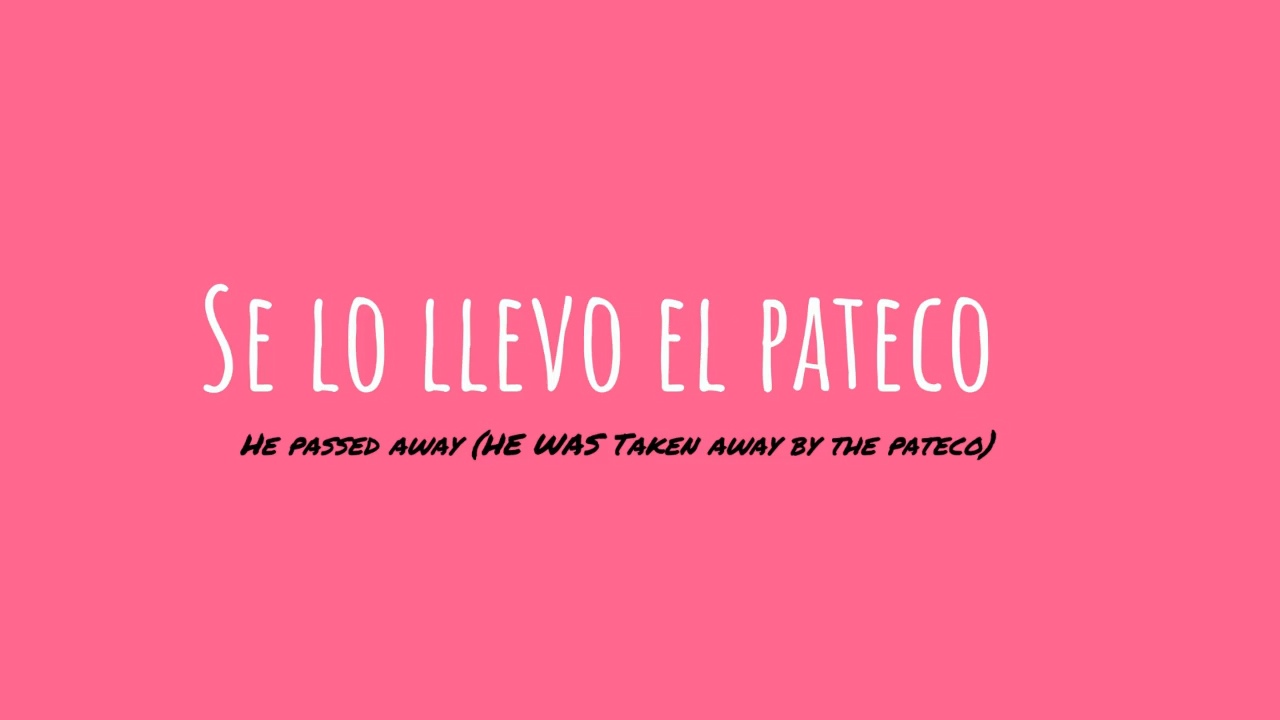 Se lo llevo el pateco
He passed away (HE WAS Taken away by the pateco)